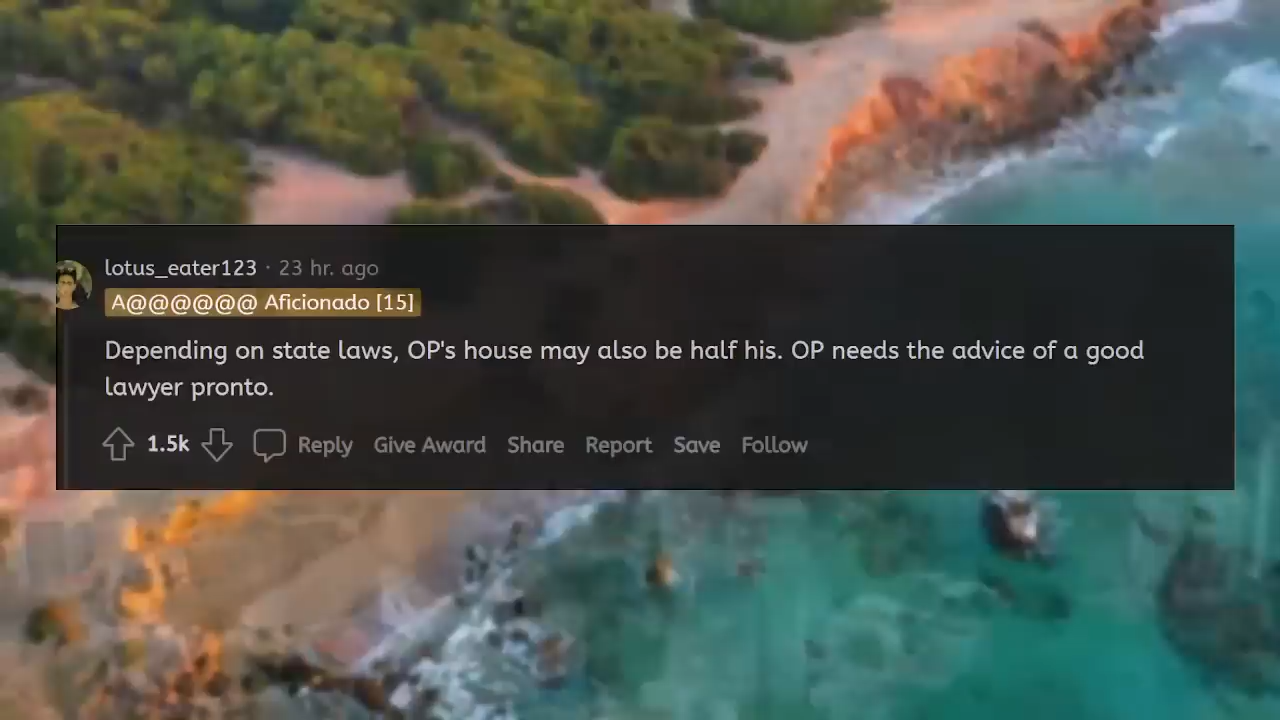 lotus_eater123 · 23 hr. ago
A@@@@@@ Aficionado [15]
Depending on state laws, OP's house may also be half his. OP needs the advice of a good
lawyer pronto.
1.5k Reply Give Award Share Report Save Follow